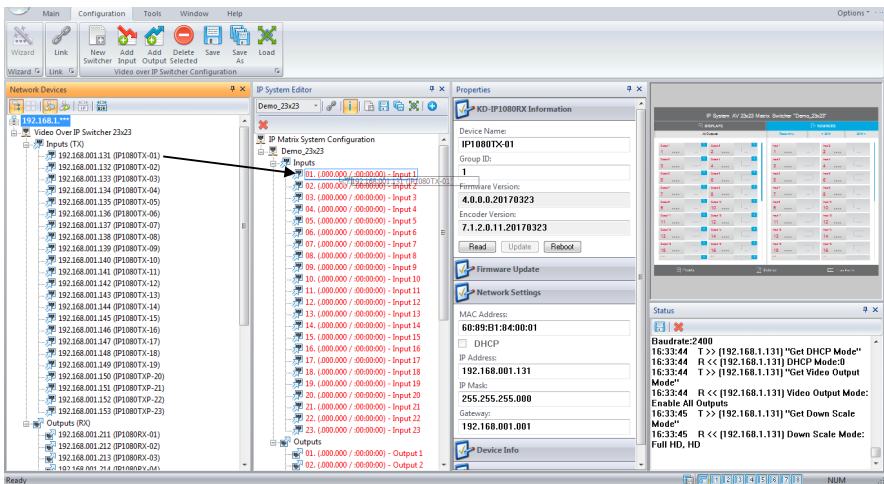 Main Configuration Tools Window Help Options
Wizard Link New Switcher Add Input Add Output Delete Selected Save Save As Load
Wizard Link Video over IP Switcher Configuration
Network Devices
192.168.1.***
Video Over IP Switcher 23x23
Inputs (TX)
192.168.001.131 (IP1080TX-01)
192.168.001.132 (IP1080TX-02)
192.168.001.133 (IP1080TX-03)
192.168.001.134 (IP1080TX-04)
192.168.001.135 (IP1080TX-05)
192.168.001.136 (IP1080TX-06)
192.168.001.137 (IP1080TX-07)
192.168.001.138 (IP1080TX-08)
192.168.001.139 (IP1080TX-09)
192.168.001.140 (IP1080TX-10)
192.168.001.141 (IP1080TX-11)
192.168.001.142 (IP1080TX-12)
192.168.001.143 (IP1080TX-13)
192.168.001.144 (IP1080TX-14)
192.168.001.145 (IP1080TX-15)
192.168.001.146 (IP1080TX-16)
192.168.001.147 (IP1080TX-17)
192.168.001.148 (IP1080TX-18)
192.168.001.149 (IP1080TX-19)
192.168.001.150 (IP1080TXP-20)
192.168.001.151 (IP1080TXP-21)
192.168.001.152 (IP1080TXP-22)
192.168.001.153 (IP1080TXP-23)
Outputs (RX)
192.168.001.211 (IP1080RX-01)
192.168.001.212 (IP1080RX-02)
192.168.001.213 (IP1080RX-03)
192.168.001.214 (IP1080RX-04)
IP System Editor
Demo_23x23
IP Matrix System Configuration
Demo_23x23
Inputs
01. (.000.000 / :00:00:00) - Input 1
02. (.000.000 / :00:00:00) - Input 2
03. (.000.000 / :00:00:00) - Input 3
04. (.000.000 / :00:00:00) - Input 4
05. (.000.000 / :00:00:00) - Input 5
06. (.000.000 / :00:00:00) - Input 6
07. (.000.000 / :00:00:00) - Input 7
08. (.000.000 / :00:00:00) - Input 8
09. (.000.000 / :00:00:00) - Input 9
10. (.000.000 / :00:00:00) - Input 10
11. (.000.000 / :00:00:00) - Input 11
12. (.000.000 / :00:00:00) - Input 12
13. (.000.000 / :00:00:00) - Input 13
14. (.000.000 / :00:00:00) - Input 14
15. (.000.000 / :00:00:00) - Input 15
16. (.000.000 / :00:00:00) - Input 16
17. (.000.000 / :00:00:00) - Input 17
18. (.000.000 / :00:00:00) - Input 18
19. (.000.000 / :00:00:00) - Input 19
20. (.000.000 / :00:00:00) - Input 20
21. (.000.000 / :00:00:00) - Input 21
22. (.000.000 / :00:00:00) - Input 22
23. (.000.000 / :00:00:00) - Input 23
Outputs
01. (.000.000 / :00:00:00) - Output 1
02. (.000.000 / :00:00:00) - Output 2
Properties
KD-IP1080RX Information
Device Name:
IP1080TX-01
Group ID:
1
Firmware Version:
4.0.0.0.20170323
Encoder Version:
7.1.2.0.11.20170323
Read Update Reboot
Firmware Update
Network Settings
MAC Address:
60:89:B1:84:00:01
DHCP
IP Address:
192.168.001.131
IP Mask:
255.255.255.000
Gateway:
192.168.001.001
Device Info
IP System AV 23x23 Matrix Switcher "Demo_23x23"
DISPLAYS
Status
Baudrate:2400
16:33:44 T >> (192.168.1.131) "Get DHCP Mode"
16:33:44 R << (192.168.1.131) DHCP Mode:0
16:33:44 T >> (192.168.1.131) "Get Video Output
Mode"
16:33:44 R << (192.168.1.131) Video Output Mode:
Enable All Outputs
16:33:45 T >> (192.168.1.131) "Get Down Scale
Mode"
16:33:45 R << (192.168.1.131) Down Scale Mode:
Full HD, HD
Ready 1 2 3 4 5 6 7 8 NUM